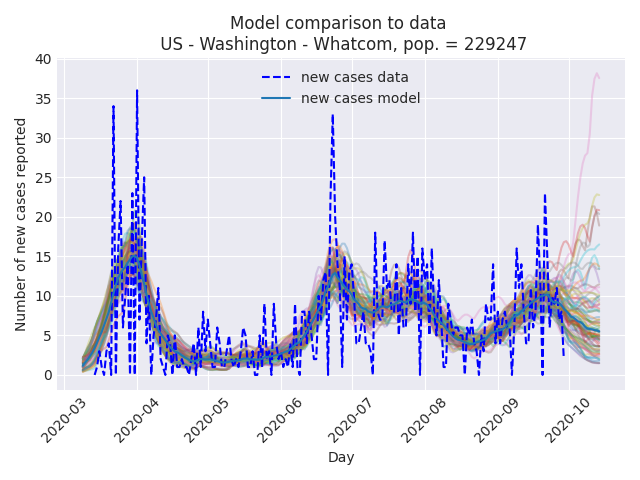 Model comparison to data
US - Washington - Whatcom, pop. = 229247
new cases data
new cases model
Number of new cases reported
40
35
30
25
20
15
10
5
0
2020-03
2020-04
2020-05
2020-06
2020-07
2020-08
2020-09
2020-10
Day